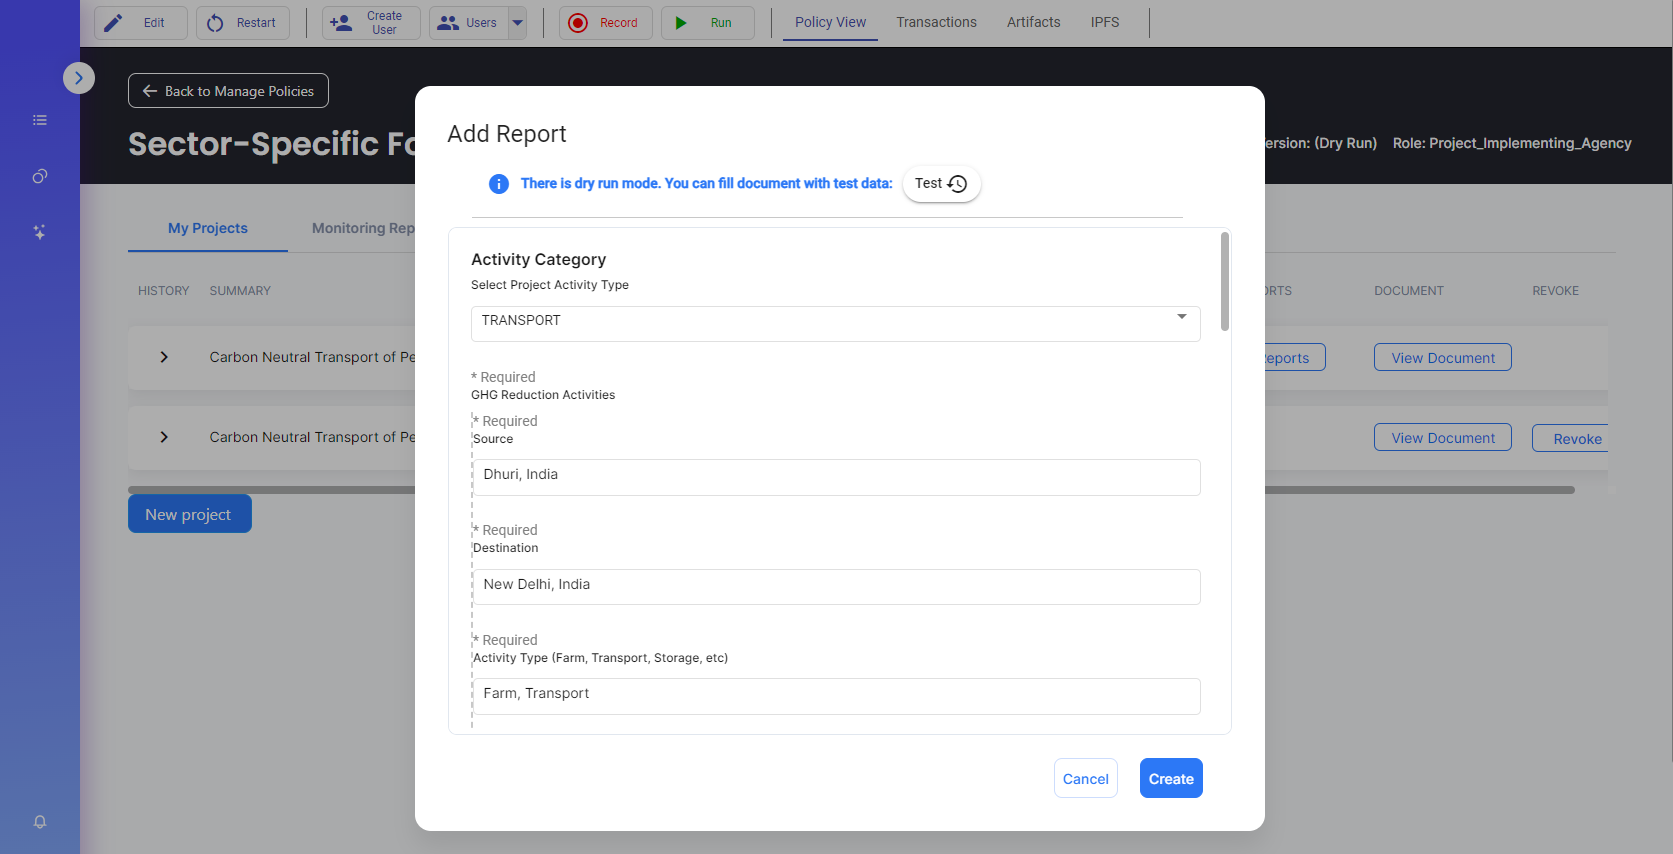 Edit
Restart
Create
User
Users
Record
Run
Policy View
Transactions
Artifacts
IPFS
Back to Manage Policies
Sector-Specific Fo
ersion: (Dry Run)
Role: Project_Implementing_Agency
My Projects
Monitoring Rep
HISTORY
SUMMARY
ORTS
DOCUMENT
REVOKE
Carbon Neutral Transport of Pe
eports
View Document
Carbon Neutral Transport of Pe
View Document
Revoke
New project
Add Report
There is dry run mode. You can fill document with test data:
Test
Activity Category
Select Project Activity Type
TRANSPORT
* Required
GHG Reduction Activities
* Required
Source
Dhuri, India
* Required
Destination
New Delhi, India
* Required
Activity Type (Farm, Transport, Storage, etc)
Farm, Transport
Cancel
Create